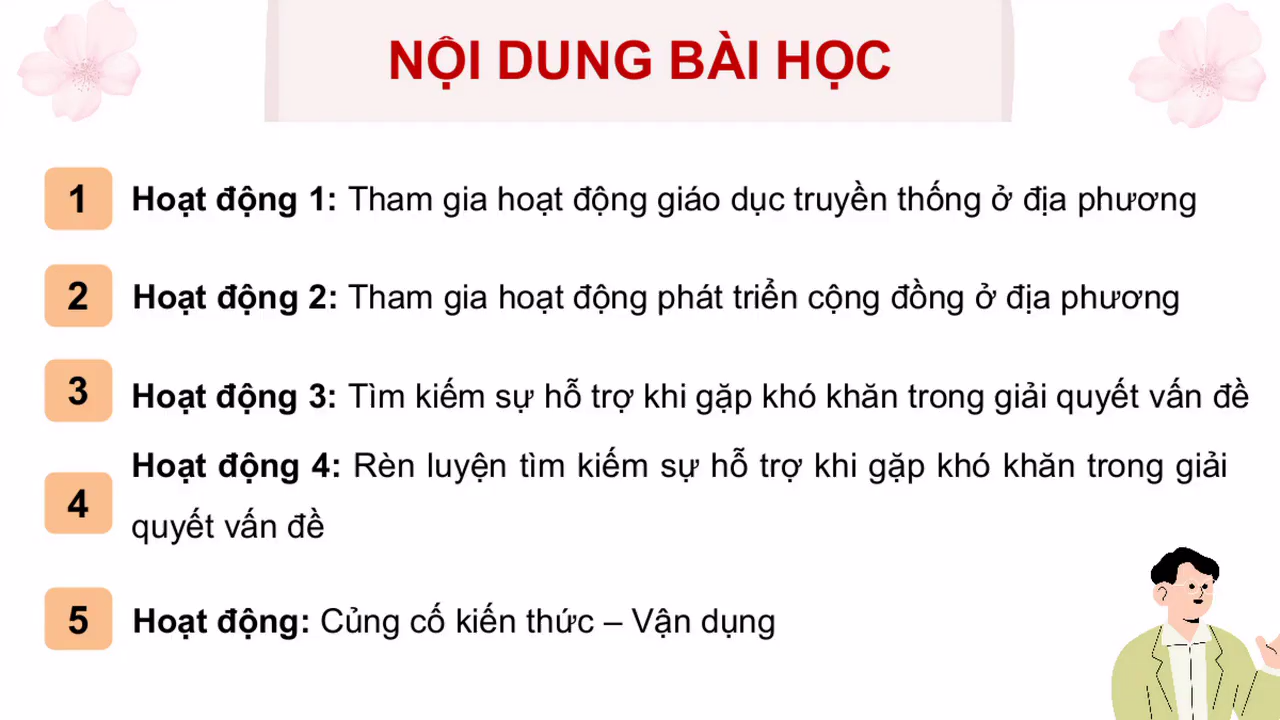 NỘI DUNG BÀI HỌC
1 Hoạt động 1: Tham gia hoạt động giáo dục truyền thống ở địa phương
2 Hoạt động 2: Tham gia hoạt động phát triển cộng đồng ở địa phương
3 Hoạt động 3: Tìm kiếm sự hỗ trợ khi gặp khó khăn trong giải quyết vấn đề
4 Hoạt động 4: Rèn luyện tìm kiếm sự hỗ trợ khi gặp khó khăn trong giải
quyết vấn đề
5 Hoạt động: Củng cố kiến thức – Vận dụng